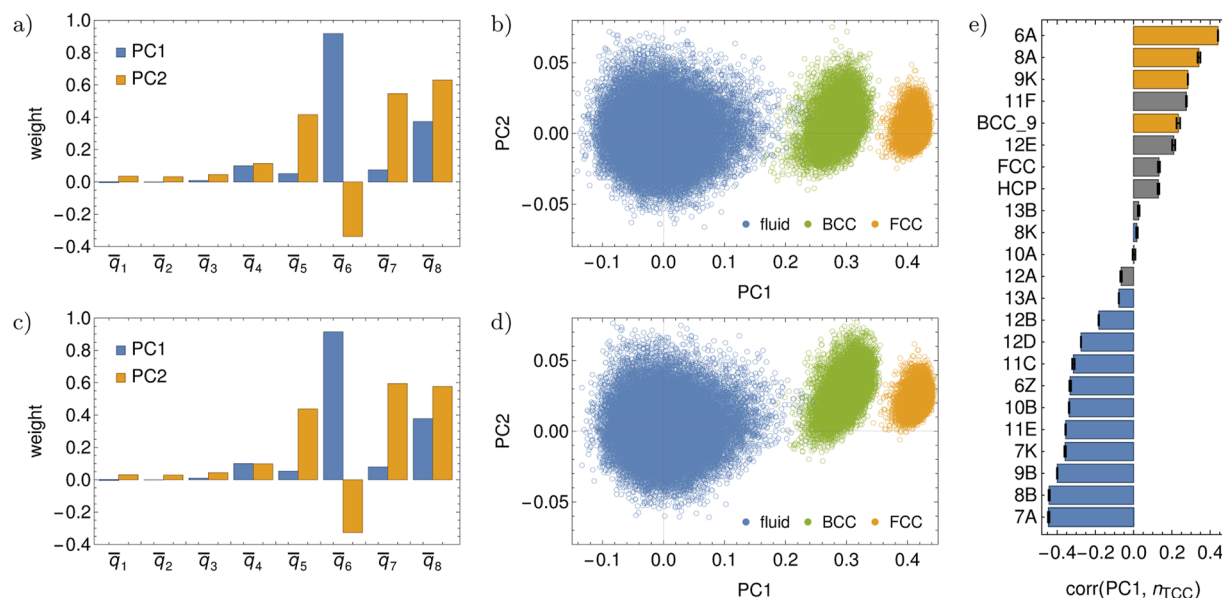 a)
PC1
PC2
weight
1.0
0.8
0.6
0.4
0.2
0.0
−0.2
−0.4
q̅1 q̅2 q̅3 q̅4 q̅5 q̅6 q̅7 q̅8
b)
PC2
0.05
0.00
−0.05
fluid BCC FCC
−0.1 0.0 0.1 0.2 0.3 0.4
PC1
c)
PC1
PC2
weight
1.0
0.8
0.6
0.4
0.2
0.0
−0.2
−0.4
q̅1 q̅2 q̅3 q̅4 q̅5 q̅6 q̅7 q̅8
d)
PC2
0.05
0.00
−0.05
fluid BCC FCC
−0.1 0.0 0.1 0.2 0.3 0.4
PC1
e)
6A
8A
9K
11F
BCC_9
12E
FCC
HCP
13B
8K
10A
12A
13A
12B
12D
11C
6Z
10B
11E
7K
9B
8B
7A
−0.4 −0.2 0.0 0.2 0.4
corr(PC1, nTCC)